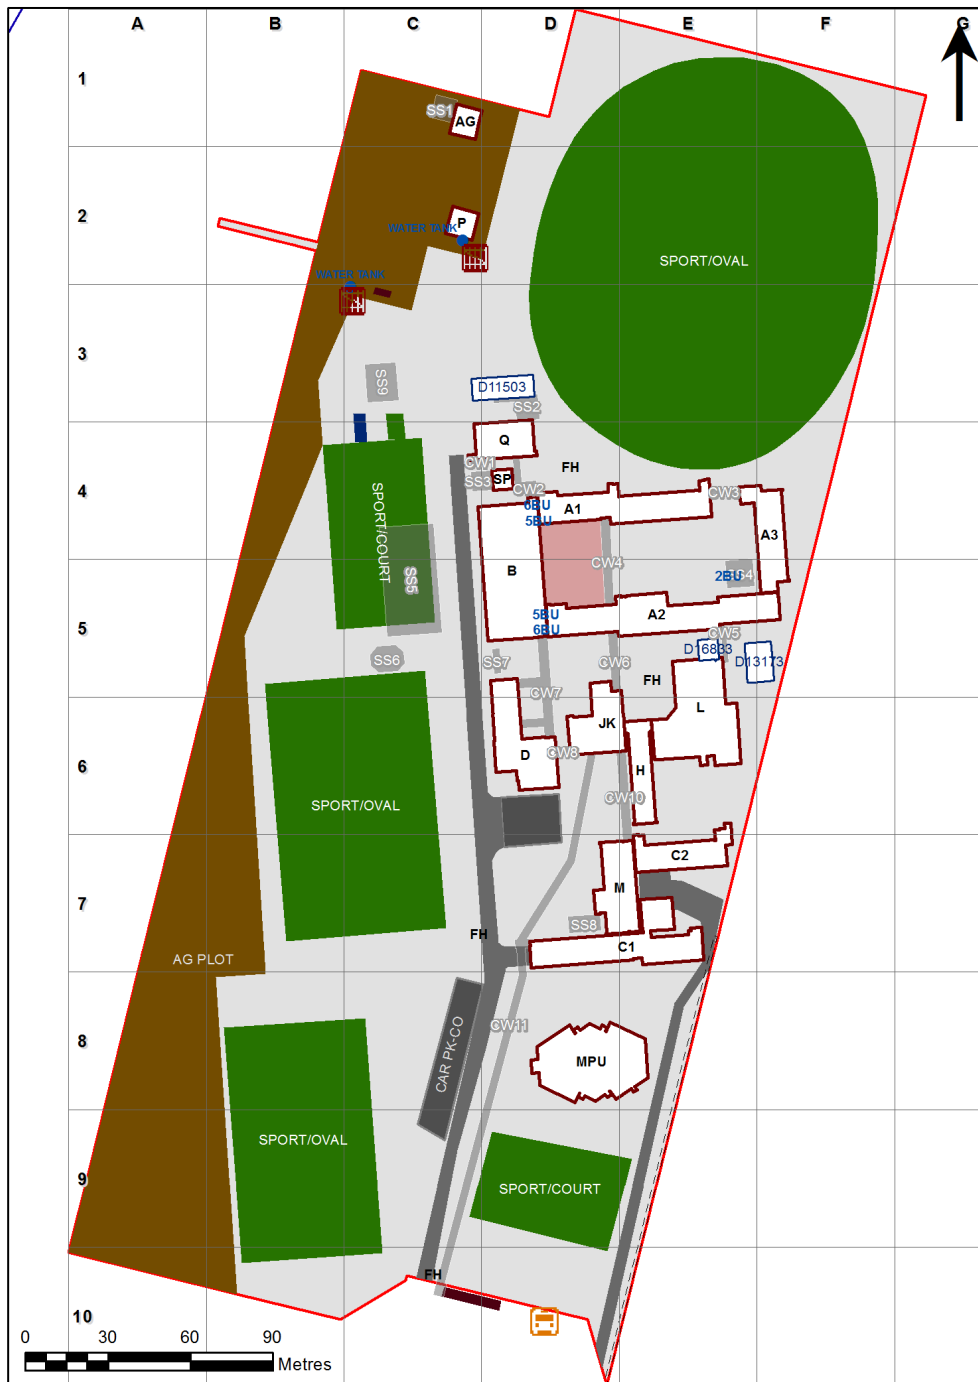 A B C D E F G
1
SS1
AG
2
P
WATER TANK
SPORT/OVAL
WATER TANK
3
SS9
D11503
SS2
Q
CW1
FH
4
SS3
SP
CW2
CW3
SPORT/COURT
6BU
A1
5BU
A3
CW4
B
SS5
2BU
SS4
5BU
A2
6BU
5
CW5
D16833
SS6
SS7
CW6
D13173
FH
CW7
L
JK
D
CW8
6
H
SPORT/OVAL
CW10
C2
M
7
SS8
FH
C1
AG PLOT
CW11
8
CAR PK-CO
MPU
SPORT/OVAL
9
SPORT/COURT
FH
10
0 30 60 90
Metres